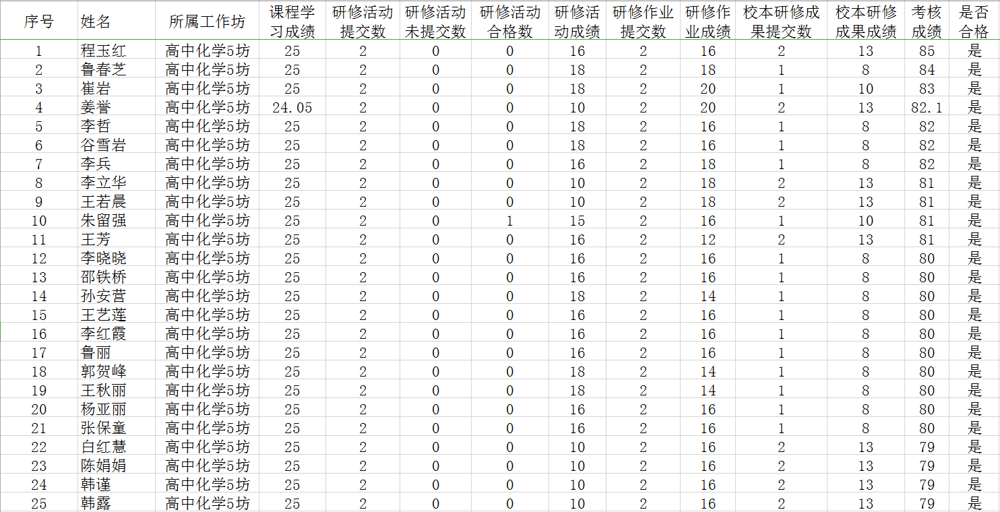 序号 姓名 所属工作坊 课程学习成绩 研修活动提交数 研修活动未提交数 研修活动合格数 研修活动成绩 研修作业提交数 研修作业成绩 校本研修成果提交数 校本研修成果成绩 考核成绩 是否合格
1 程玉红 高中化学5坊 25 2 0 0 16 2 16 2 13 85 是
2 鲁春芝 高中化学5坊 25 2 0 0 18 2 18 1 8 84 是
3 崔岩 高中化学5坊 25 2 0 0 18 2 20 1 10 83 是
4 姜誉 高中化学5坊 24.05 2 0 0 10 2 20 2 13 82.1 是
5 李哲 高中化学5坊 25 2 0 0 18 2 16 1 8 82 是
6 谷雪岩 高中化学5坊 25 2 0 0 18 2 16 1 8 82 是
7 李兵 高中化学5坊 25 2 0 0 16 2 18 1 8 82 是
8 李立华 高中化学5坊 25 2 0 0 10 2 18 2 13 81 是
9 王若晨 高中化学5坊 25 2 0 0 10 2 18 2 13 81 是
10 朱留强 高中化学5坊 25 2 0 1 15 2 16 1 10 81 是
11 王芳 高中化学5坊 25 2 0 0 16 2 12 2 13 81 是
12 李晓晓 高中化学5坊 25 2 0 0 16 2 16 1 8 80 是
13 邵铁桥 高中化学5坊 25 2 0 0 16 2 16 1 8 80 是
14 孙安营 高中化学5坊 25 2 0 0 18 2 14 1 8 80 是
15 王艺莲 高中化学5坊 25 2 0 0 16 2 16 1 8 80 是
16 李红霞 高中化学5坊 25 2 0 0 16 2 16 1 8 80 是
17 鲁丽 高中化学5坊 25 2 0 0 16 2 16 1 8 80 是
18 郭贺峰 高中化学5坊 25 2 0 0 18 2 14 1 8 80 是
19 王秋丽 高中化学5坊 25 2 0 0 18 2 14 1 8 80 是
20 杨亚丽 高中化学5坊 25 2 0 0 16 2 16 1 8 80 是
21 张保童 高中化学5坊 25 2 0 0 16 2 16 1 8 80 是
22 白红慧 高中化学5坊 25 2 0 0 10 2 16 2 13 79 是
23 陈娟娟 高中化学5坊 25 2 0 0 10 2 16 2 13 79 是
24 韩谨 高中化学5坊 25 2 0 0 10 2 16 2 13 79 是
25 韩露 高中化学5坊 25 2 0 0 10 2 16 2 13 79 是